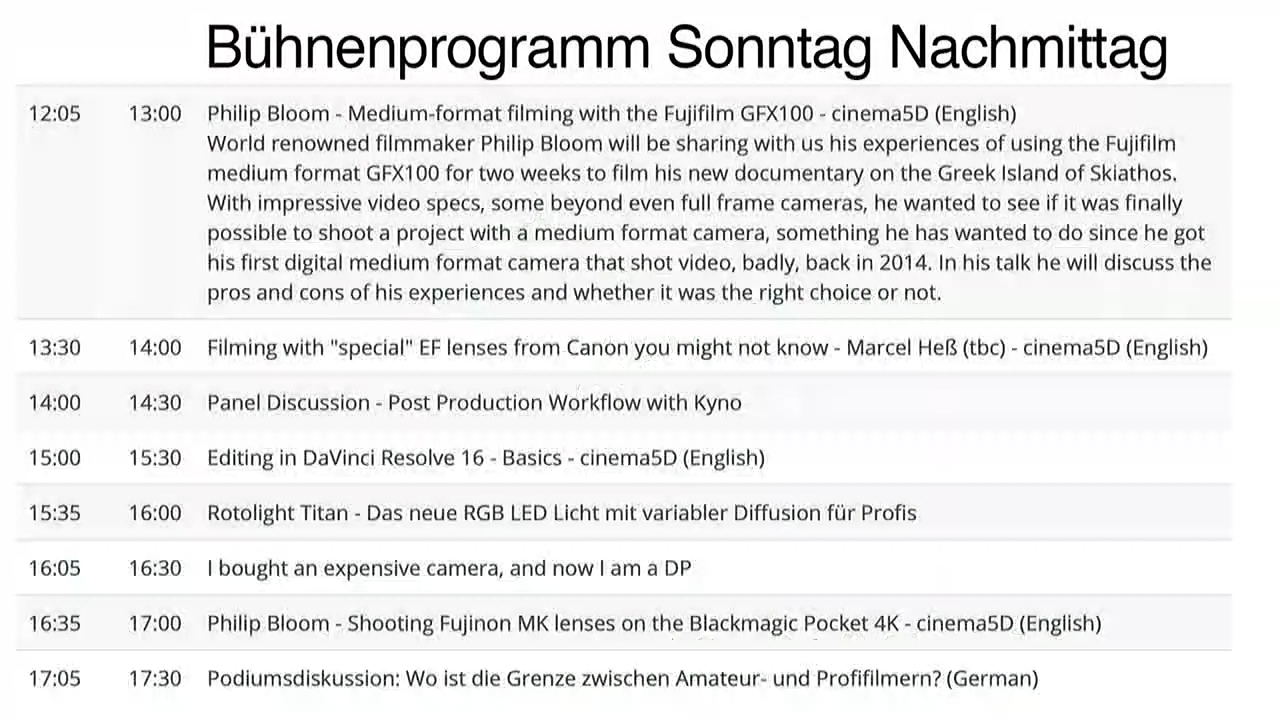 Bühnenprogramm Sonntag Nachmittag
12:05 13:00 Philip Bloom - Medium-format filming with the Fujifilm GFX100 - cinema5D (English)
World renowned filmmaker Philip Bloom will be sharing with us his experiences of using the Fujifilm
medium format GFX100 for two weeks to film his new documentary on the Greek Island of Skiathos.
With impressive video specs, some beyond even full frame cameras, he wanted to see if it was finally
possible to shoot a project with a medium format camera, something he has wanted to do since he got
his first digital medium format camera that shot video, badly, back in 2014. In his talk he will discuss the
pros and cons of his experiences and whether it was the right choice or not.
13:30 14:00 Filming with "special" EF lenses from Canon you might not know - Marcel Heß (tbc) - cinema5D (English)
14:00 14:30 Panel Discussion - Post Production Workflow with Kyno
15:00 15:30 Editing in DaVinci Resolve 16 - Basics - cinema5D (English)
15:35 16:00 Rotolight Titan - Das neue RGB LED Licht mit variabler Diffusion für Profis
16:05 16:30 I bought an expensive camera, and now I am a DP
16:35 17:00 Philip Bloom - Shooting Fujinon MK lenses on the Blackmagic Pocket 4K - cinema5D (English)
17:05 17:30 Podiumsdiskussion: Wo ist die Grenze zwischen Amateur- und Profifilmern? (German)